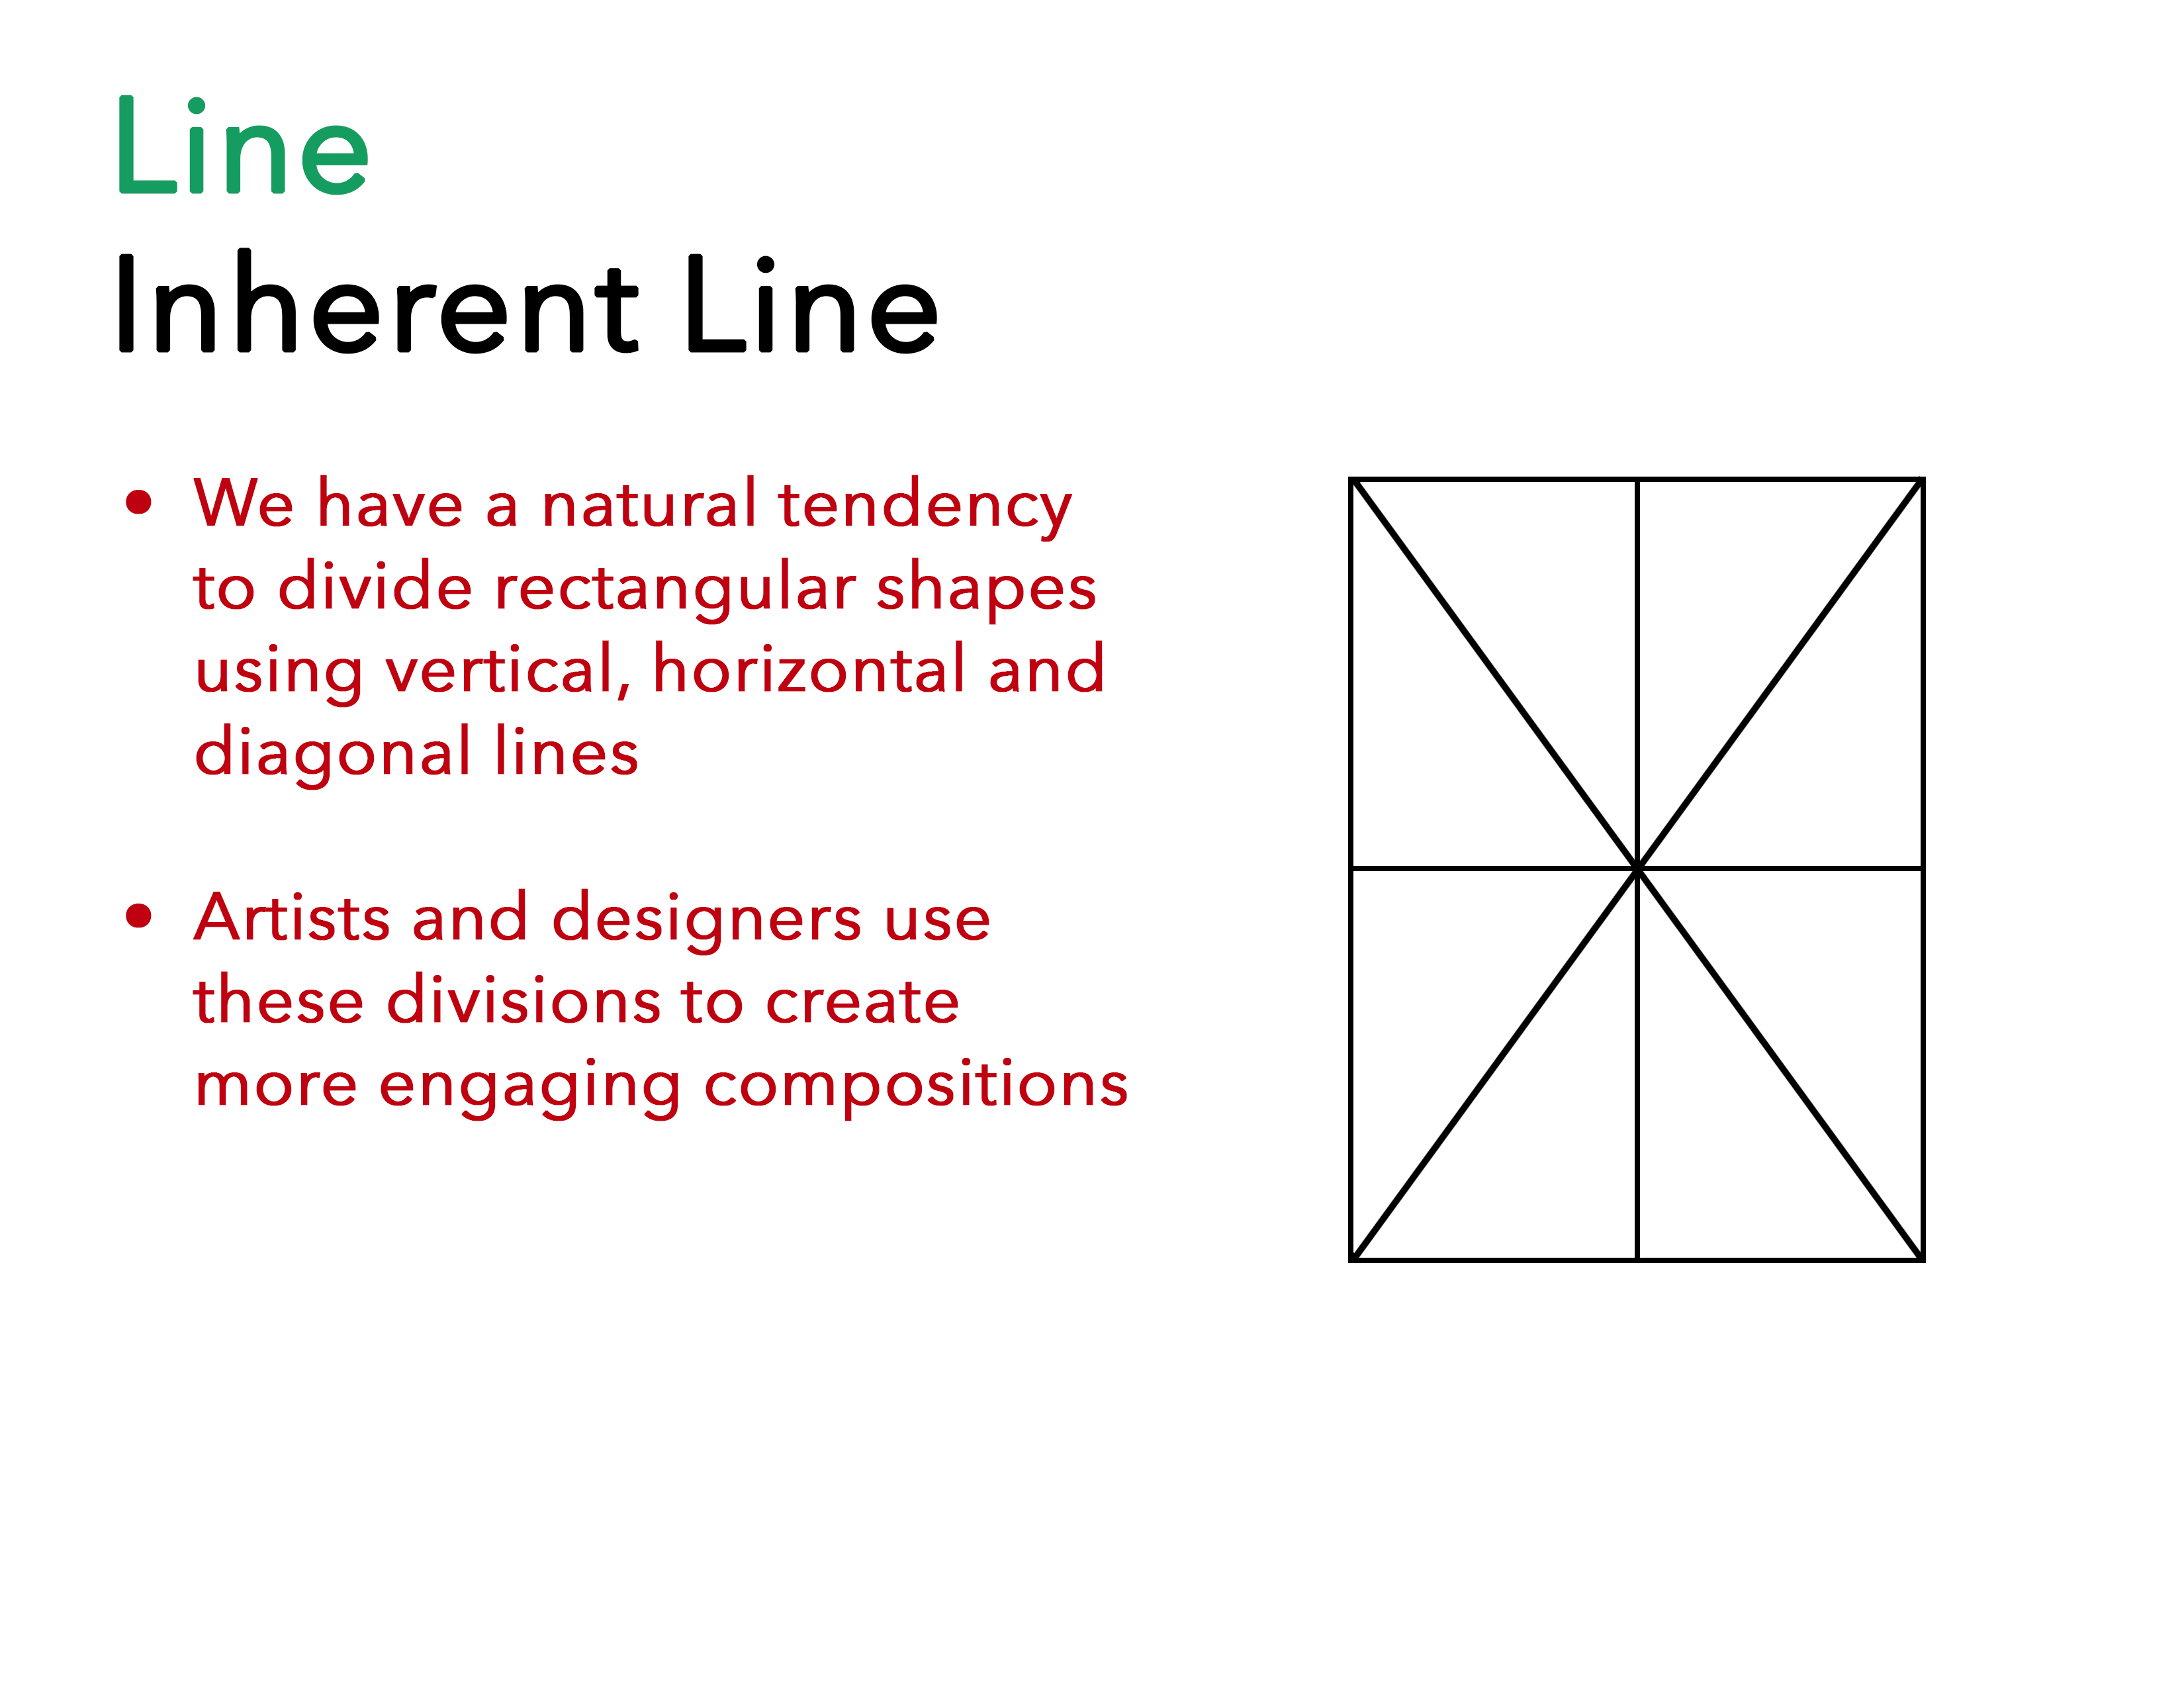 Line
Inherent Line
• We have a natural tendency
to divide rectangular shapes
using vertical, horizontal and
diagonal lines
• Artists and designers use
these divisions to create
more engaging compositions